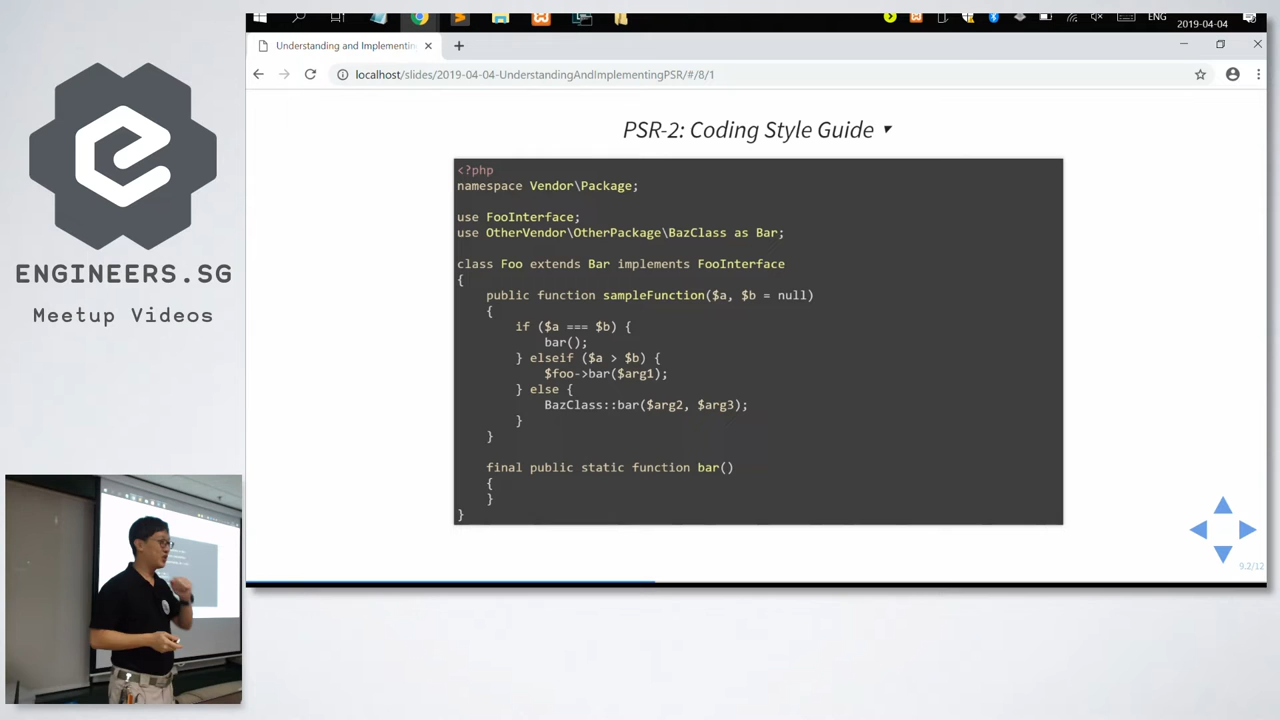 ENGINEERS.SG
Meetup Videos
ENG
2019-04-04
Understanding and Implementin
localhost/slides/2019-04-04-UnderstandingAndImplementingPSR/#/8/1
PSR-2: Coding Style Guide
<?php
namespace Vendor\Package;
use FooInterface;
use OtherVendor\OtherPackage\BazClass as Bar;
class Foo extends Bar implements FooInterface
{
public function sampleFunction($a, $b = null)
{
if ($a === $b) {
bar();
} elseif ($a > $b) {
$foo->bar($arg1);
} else {
BazClass::bar($arg2, $arg3);
}
}
final public static function bar()
{
}
}
9.2/12